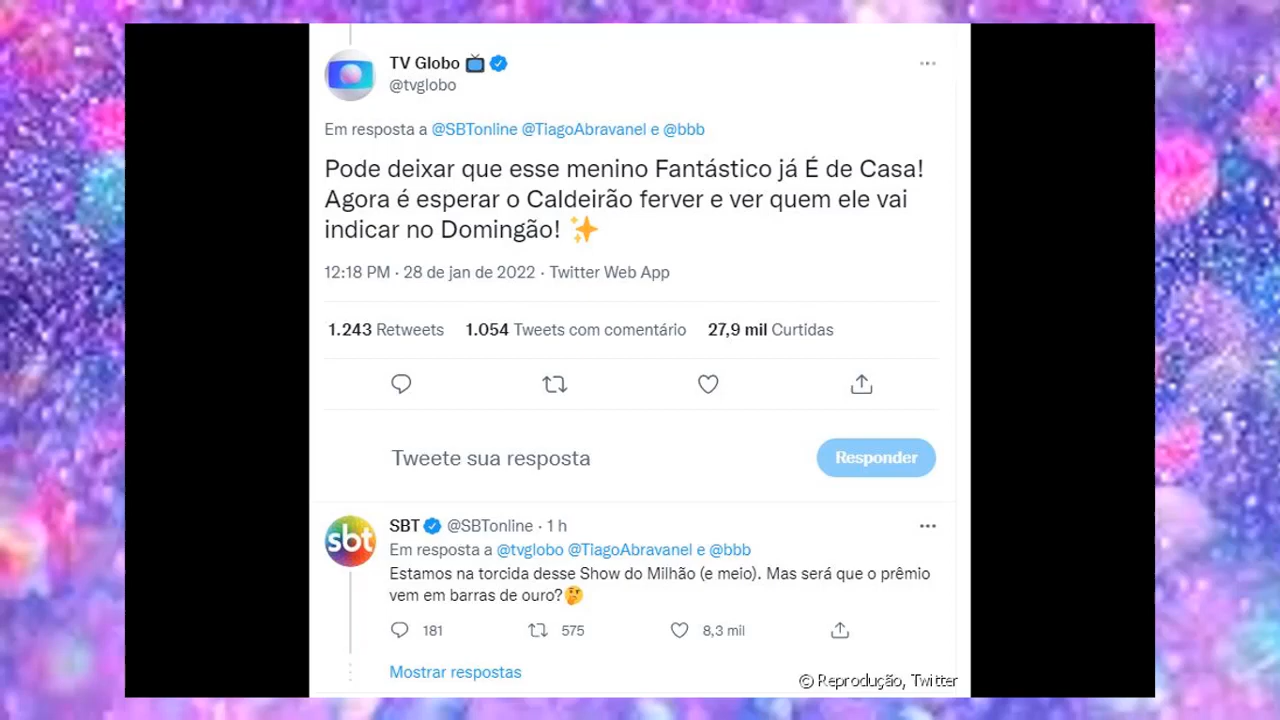 TV Globo
@tvglobo
Em resposta a @SBTonline @TiagoAbravanel e @bbb
Pode deixar que esse menino Fantástico já É de Casa!
Agora é esperar o Caldeirão ferver e ver quem ele vai
indicar no Domingão! ✨
12:18 PM · 28 de jan de 2022 · Twitter Web App
1.243 Retweets 1.054 Tweets com comentário 27,9 mil Curtidas
Tweete sua resposta Responder
sbt
SBT @SBTonline · 1 h
Em resposta a @tvglobo @TiagoAbravanel e @bbb
Estamos na torcida desse Show do Milhão (e meio). Mas será que o prêmio
vem em barras de ouro?🤔
181 575 8,3 mil
Mostrar respostas
© Reprodução, Twitter